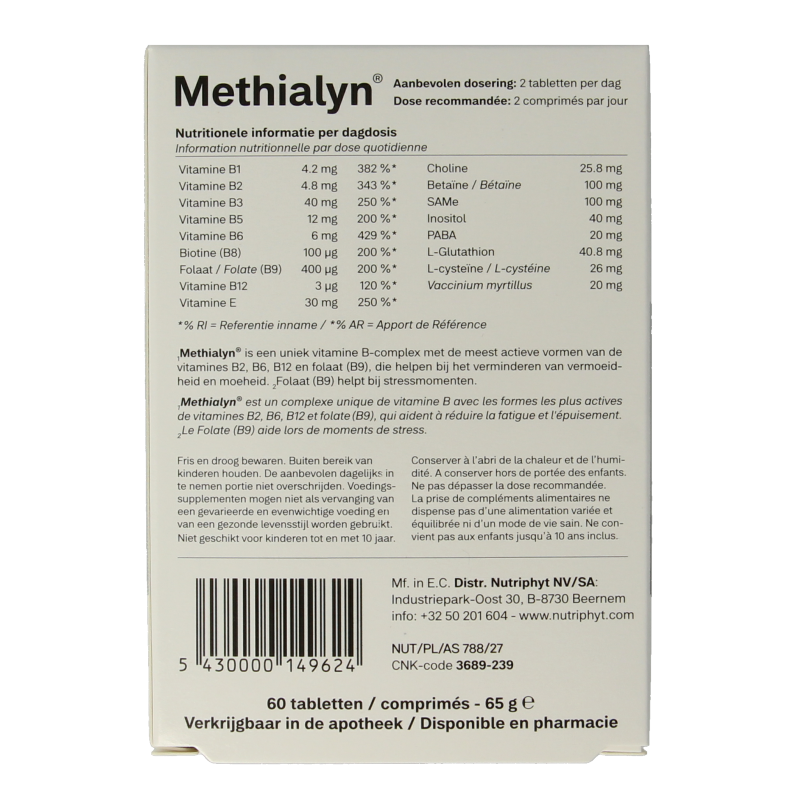 Methialyn® Aanbevolen dosering: 2 tabletten per dag
Dose recommandée: 2 comprimés par jour
Nutritionele informatie per dagdosis
Information nutritionnelle par dose quotidienne
Vitamine B1 4.2 mg 382 %* Choline 25.8 mg
Vitamine B2 4.8 mg 343 %* Betaïne / Bétaïne 100 mg
Vitamine B3 40 mg 250 %* SAMe 100 mg
Vitamine B5 12 mg 200 %* Inositol 40 mg
Vitamine B6 6 mg 429 %* PABA 20 mg
Biotine (B8) 100 µg 200 %* L-Glutathion 40.8 mg
Folaat / Folate (B9) 400 µg 200 %* L-cysteïne / L-cystéine 26 mg
Vitamine B12 3 µg 120 %* Vaccinium myrtillus 20 mg
Vitamine E 30 mg 250 %*
*% RI = Referentie inname / *% AR = Apport de Référence
1Methialyn® is een uniek vitamine B-complex met de meest actieve vormen van de
vitamines B2, B6, B12 en folaat (B9), die helpen bij het verminderen van vermoeid-
heid en moeheid. 2Folaat (B9) helpt bij stressmomenten.
1Methialyn® est un complexe unique de vitamine B avec les formes les plus actives
de vitamines B2, B6, B12 et folate (B9), qui aident à réduire la fatigue et l'épuisement.
2Le Folate (B9) aide lors de moments de stress.
Fris en droog bewaren. Buiten bereik van
kinderen houden. De aanbevolen dagelijks in
te nemen portie niet overschrijden. Voedings-
supplementen mogen niet als vervanging van
een gevarieerde en evenwichtige voeding en
van een gezonde levensstijl worden gebruikt.
Niet geschikt voor kinderen tot en met 10 jaar.
Conserver à l'abri de la chaleur et de l'humi-
dité. A conserver hors de portée des enfants.
Ne pas dépasser la dose recommandée.
La prise de compléments alimentaires ne
dispense pas d'une alimentation variée et
équilibrée ni d'un mode de vie sain. Ne con-
vient pas aux enfants jusqu'à 10 ans inclus.
Mf. in E.C. Distr. Nutriphyt NV/SA:
Industriepark-Oost 30, B-8730 Beernem
info: +32 50 201 604 - www.nutriphyt.com
NUT/PL/AS 788/27
CNK-code 3689-239
5 430000 149624
60 tabletten / comprimés - 65 g ℮
Verkrijgbaar in de apotheek / Disponible en pharmacie